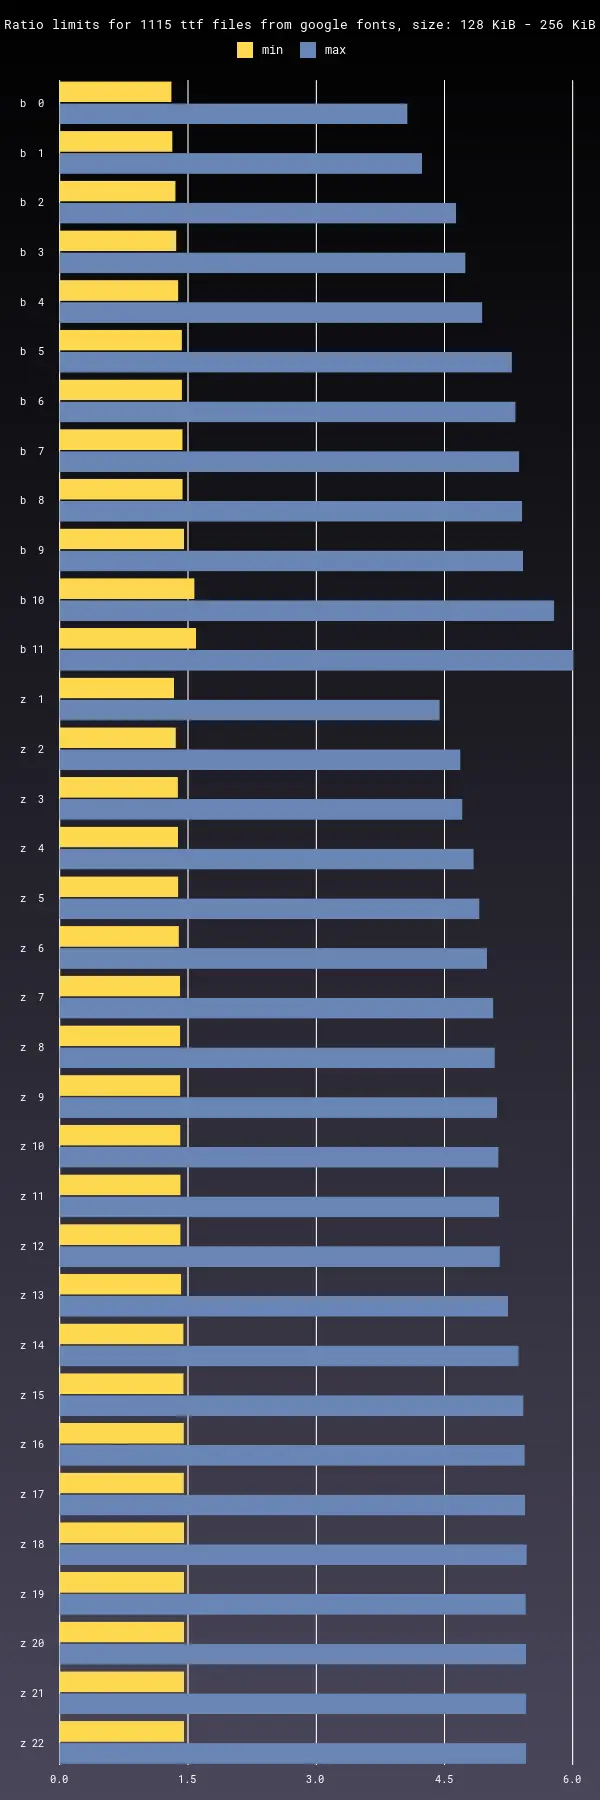 Ratio limits for 1115 ttf files from google fonts, size: 128 KiB - 256 KiB
min max
b 0
b 1
b 2
b 3
b 4
b 5
b 6
b 7
b 8
b 9
b 10
b 11
z 1
z 2
z 3
z 4
z 5
z 6
z 7
z 8
z 9
z 10
z 11
z 12
z 13
z 14
z 15
z 16
z 17
z 18
z 19
z 20
z 21
z 22
0.0 1.5 3.0 4.5 6.0